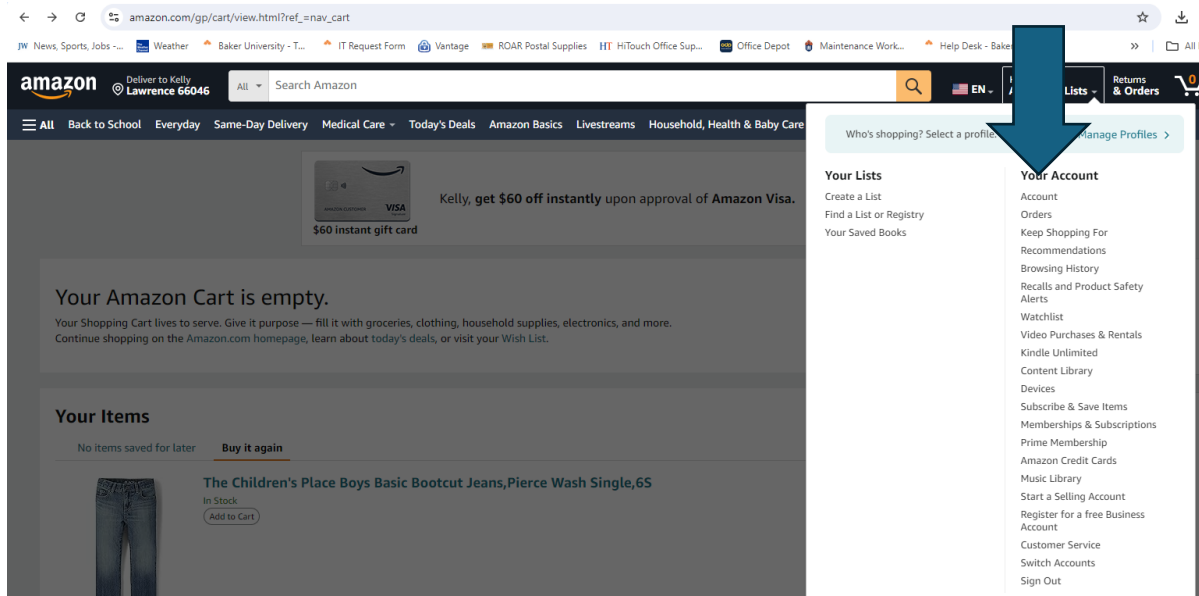 amazon.com/gp/cart/view.html?ref_=nav_cart
JW News, Sports, Jobs -... Weather Baker University - T... IT Request Form Vantage ROAR Postal Supplies HT HiTouch Office Sup... Office Depot Maintenance Work... Help Desk - Bake » All
amazon Deliver to Kelly All Search Amazon EN Returns 0
Lawrence 66046 Lists & Orders
All Back to School Everyday Same-Day Delivery Medical Care Today's Deals Amazon Basics Livestreams Household, Health & Baby Care
Who's shopping? Select a profile. Manage Profiles >
VISA
Kelly, get $60 off instantly upon approval of Amazon Visa.
$60 instant gift card
Your Amazon Cart is empty.
Your Shopping Cart lives to serve. Give it purpose — fill it with groceries, clothing, household supplies, electronics, and more.
Continue shopping on the Amazon.com homepage, learn about today's deals, or visit your Wish List.
Your Items
No items saved for later Buy it again
The Children's Place Boys Basic Bootcut Jeans,Pierce Wash Single,6S
In Stock
Add to Cart
Your Lists
Create a List
Find a List or Registry
Your Saved Books
Your Account
Account
Orders
Keep Shopping For
Recommendations
Browsing History
Recalls and Product Safety
Alerts
Watchlist
Video Purchases & Rentals
Kindle Unlimited
Content Library
Devices
Subscribe & Save Items
Memberships & Subscriptions
Prime Membership
Amazon Credit Cards
Music Library
Start a Selling Account
Register for a free Business
Account
Customer Service
Switch Accounts
Sign Out